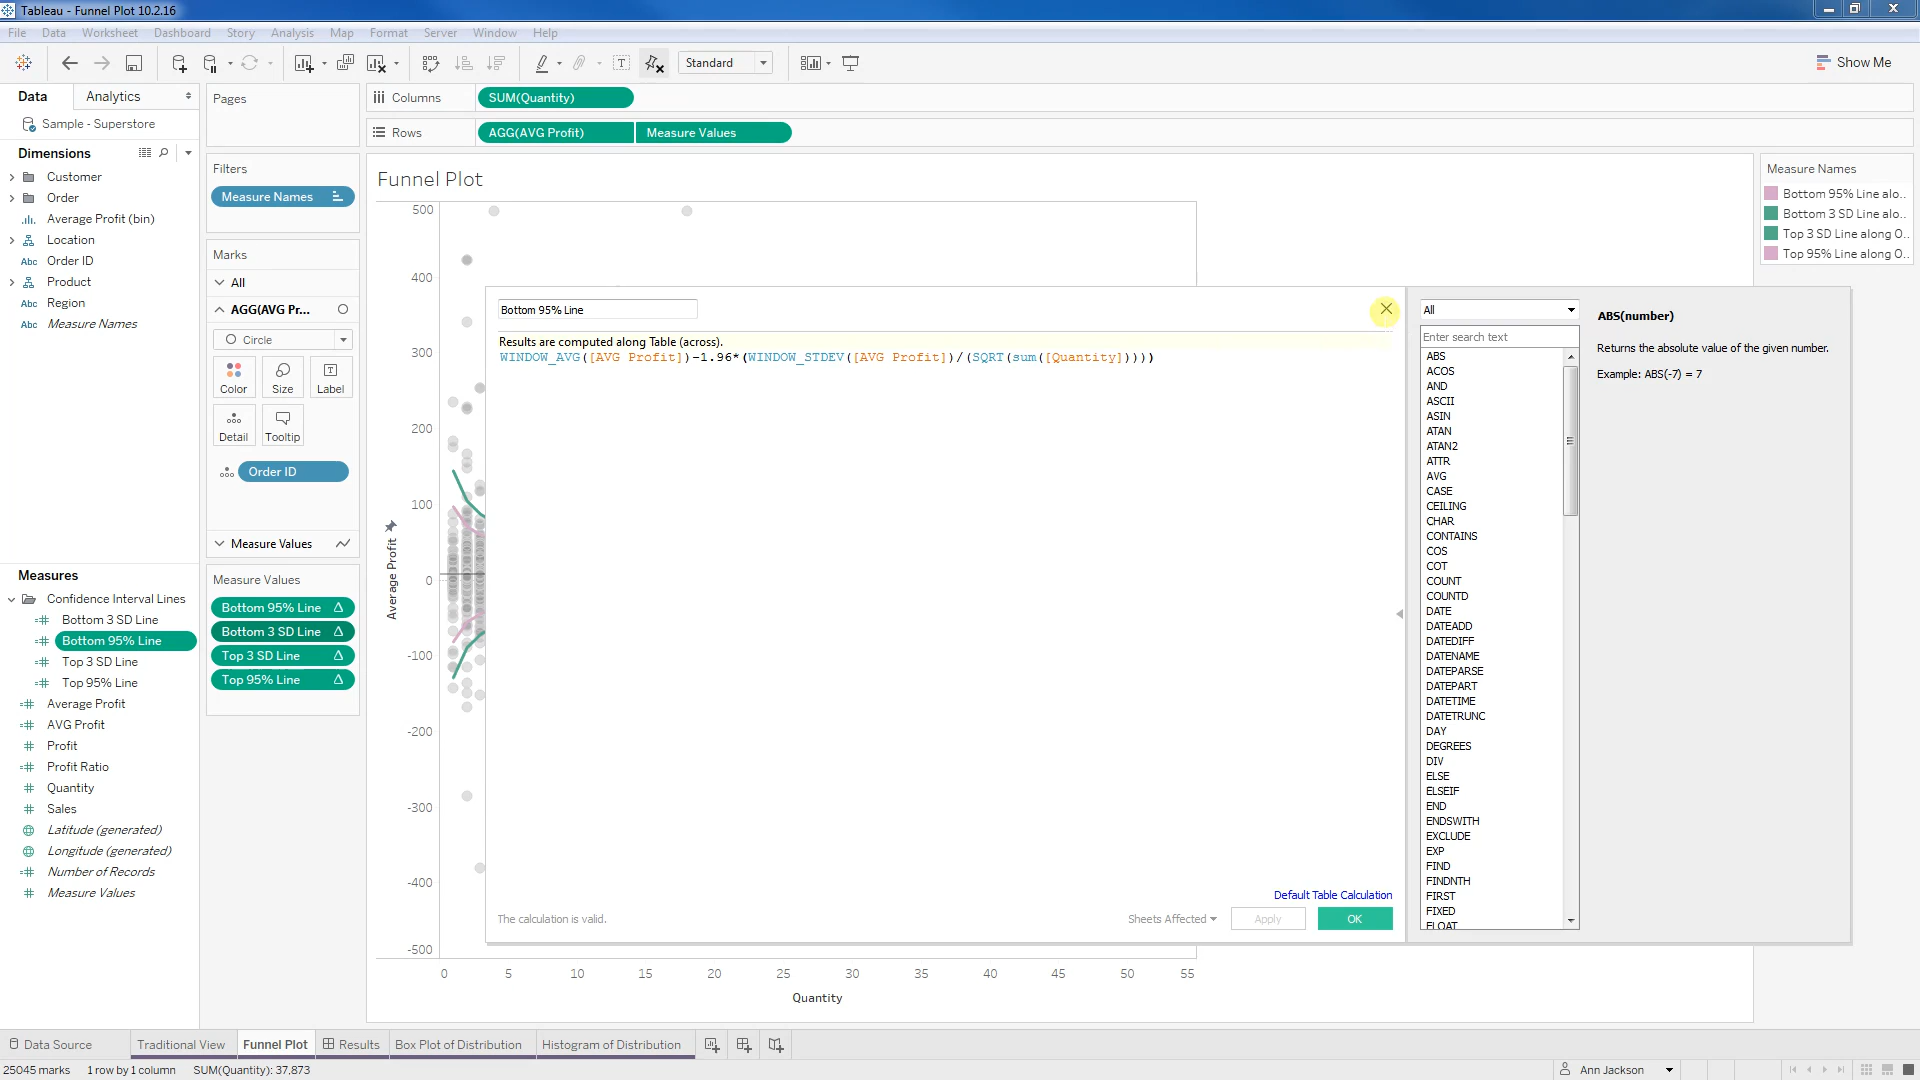 Tableau - Funnel Plot 10.2.16
File Data Worksheet Dashboard Story Analysis Map Format Server Window Help
Standard
Show Me
Data Analytics
Sample - Superstore
Dimensions
Customer
Order
Average Profit (bin)
Location
Abc Order ID
Product
Abc Region
Abc Measure Names
Measures
Confidence Interval Lines
Bottom 3 SD Line
Bottom 95% Line
Top 3 SD Line
Top 95% Line
Average Profit
AVG Profit
Profit
Profit Ratio
Quantity
Sales
Latitude (generated)
Longitude (generated)
Number of Records
Measure Values
Pages
Filters
Measure Names
Marks
All
AGG(AVG Pr...
Circle
Color Size Label
Detail Tooltip
Order ID
Measure Values
Measure Values
Bottom 95% Line
Bottom 3 SD Line
Top 3 SD Line
Top 95% Line
Columns SUM(Quantity)
Rows AGG(AVG Profit) Measure Values
Funnel Plot
500
400
300
200
100
0
-100
-200
-300
-400
-500
Average Profit
0 5 10 15 20 25 30 35 40 45 50 55
Quantity
Bottom 95% Line
Results are computed along Table (across).
WINDOW_AVG([AVG Profit])-1.96*(WINDOW_STDEV([AVG Profit])/(SQRT(sum([Quantity]))))
Default Table Calculation
The calculation is valid.
Sheets Affected
Apply
OK
All
Enter search text
ABS
ACOS
AND
ASCII
ASIN
ATAN
ATAN2
ATTR
AVG
CASE
CEILING
CHAR
CONTAINS
COS
COT
COUNT
COUNTD
DATE
DATEADD
DATEDIFF
DATENAME
DATEPARSE
DATEPART
DATETIME
DATETRUNC
DAY
DEGREES
DIV
ELSE
ELSEIF
END
ENDSWITH
EXCLUDE
EXP
FIND
FINDNTH
FIRST
FIXED
FLOAT
ABS(number)
Returns the absolute value of the given number.
Example: ABS(-7) = 7
Measure Names
Bottom 95% Line alo..
Bottom 3 SD Line alo..
Top 3 SD Line along O..
Top 95% Line along O..
Data Source Traditional View Funnel Plot Results Box Plot of Distribution Histogram of Distribution
25045 marks 1 row by 1 column SUM(Quantity): 37,873
Ann Jackson